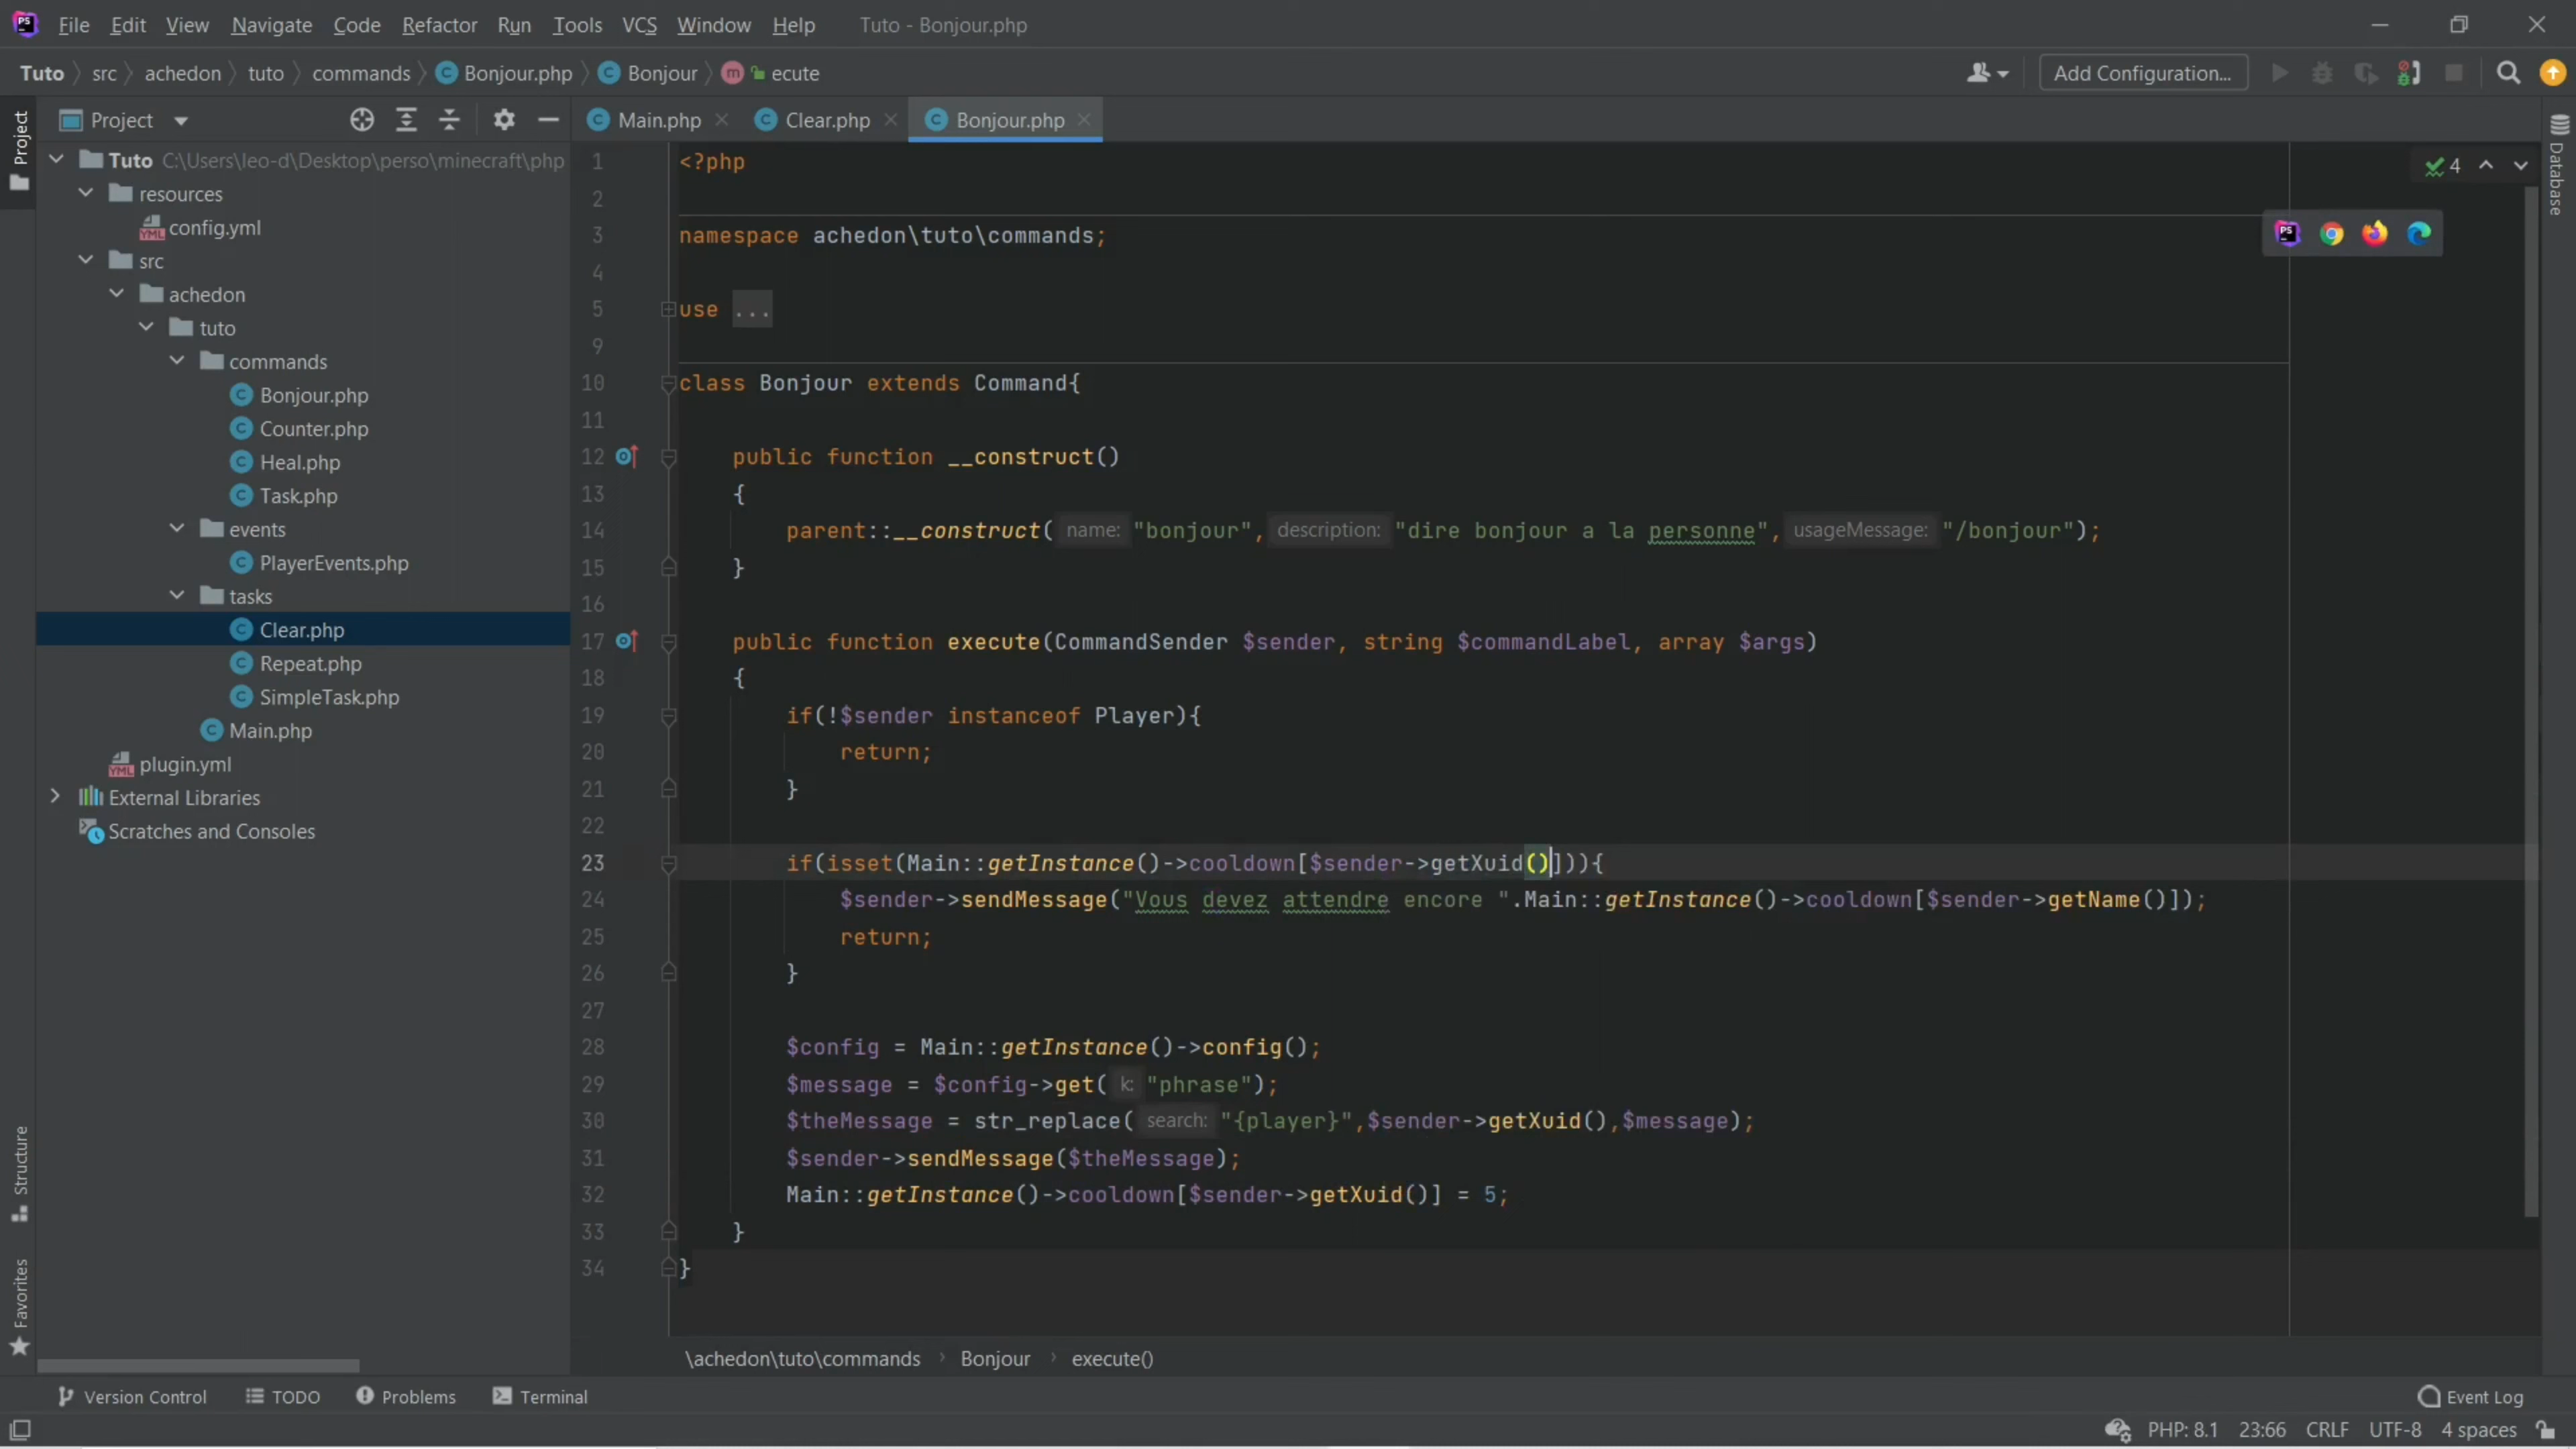 File Edit View Navigate Code Refactor Run Tools VCS Window Help Tuto - Bonjour.php
Tuto src achedon tuto commands Bonjour.php Bonjour m ecute Add Configuration...
Project
Project
Main.php Clear.php Bonjour.php
Tuto C:\Users\leo-d\Desktop\perso\minecraft\php
resources
config.yml
src
achedon
tuto
commands
Bonjour.php
Counter.php
Heal.php
Task.php
events
PlayerEvents.php
tasks
Clear.php
Repeat.php
SimpleTask.php
Main.php
plugin.yml
External Libraries
Scratches and Consoles
Structure
Favorites
Database
4
1 <?php
2
3 namespace achedon\tuto\commands;
4
5 use ...
9
10 class Bonjour extends Command{
11
12 public function __construct()
13 {
14 parent::__construct( name: "bonjour", description: "dire bonjour a la personne", usageMessage: "/bonjour");
15 }
16
17 public function execute(CommandSender $sender, string $commandLabel, array $args)
18 {
19 if(!$sender instanceof Player){
20 return;
21 }
22
23 if(isset(Main::getInstance()->cooldown[$sender->getXuid()])){
24 $sender->sendMessage("Vous devez attendre encore ".Main::getInstance()->cooldown[$sender->getName()]);
25 return;
26 }
27
28 $config = Main::getInstance()->config();
29 $message = $config->get( k: "phrase");
30 $theMessage = str_replace( search: "{player}",$sender->getXuid(),$message);
31 $sender->sendMessage($theMessage);
32 Main::getInstance()->cooldown[$sender->getXuid()] = 5;
33 }
34 }
\achedon\tuto\commands Bonjour execute()
Version Control TODO Problems Terminal Event Log
PHP: 8.1 23:66 CRLF UTF-8 4 spaces